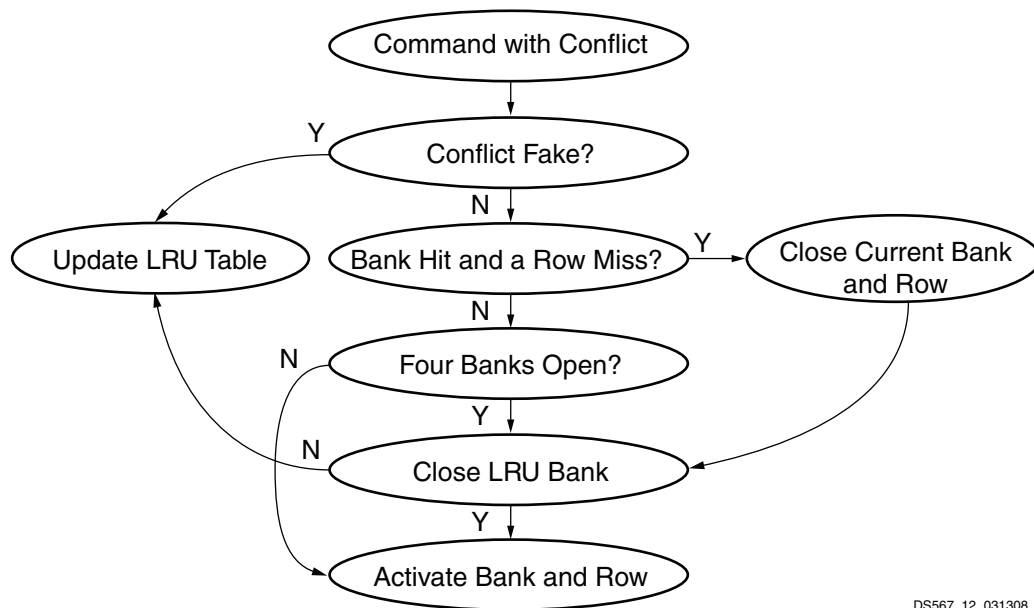 Command with Conflict
Y
Conflict Fake?
N
Update LRU Table
Bank Hit and a Row Miss?
Y
Close Current Bank
and Row
N
N
Four Banks Open?
Y
N
Close LRU Bank
Y
Activate Bank and Row
DS567_12_031308